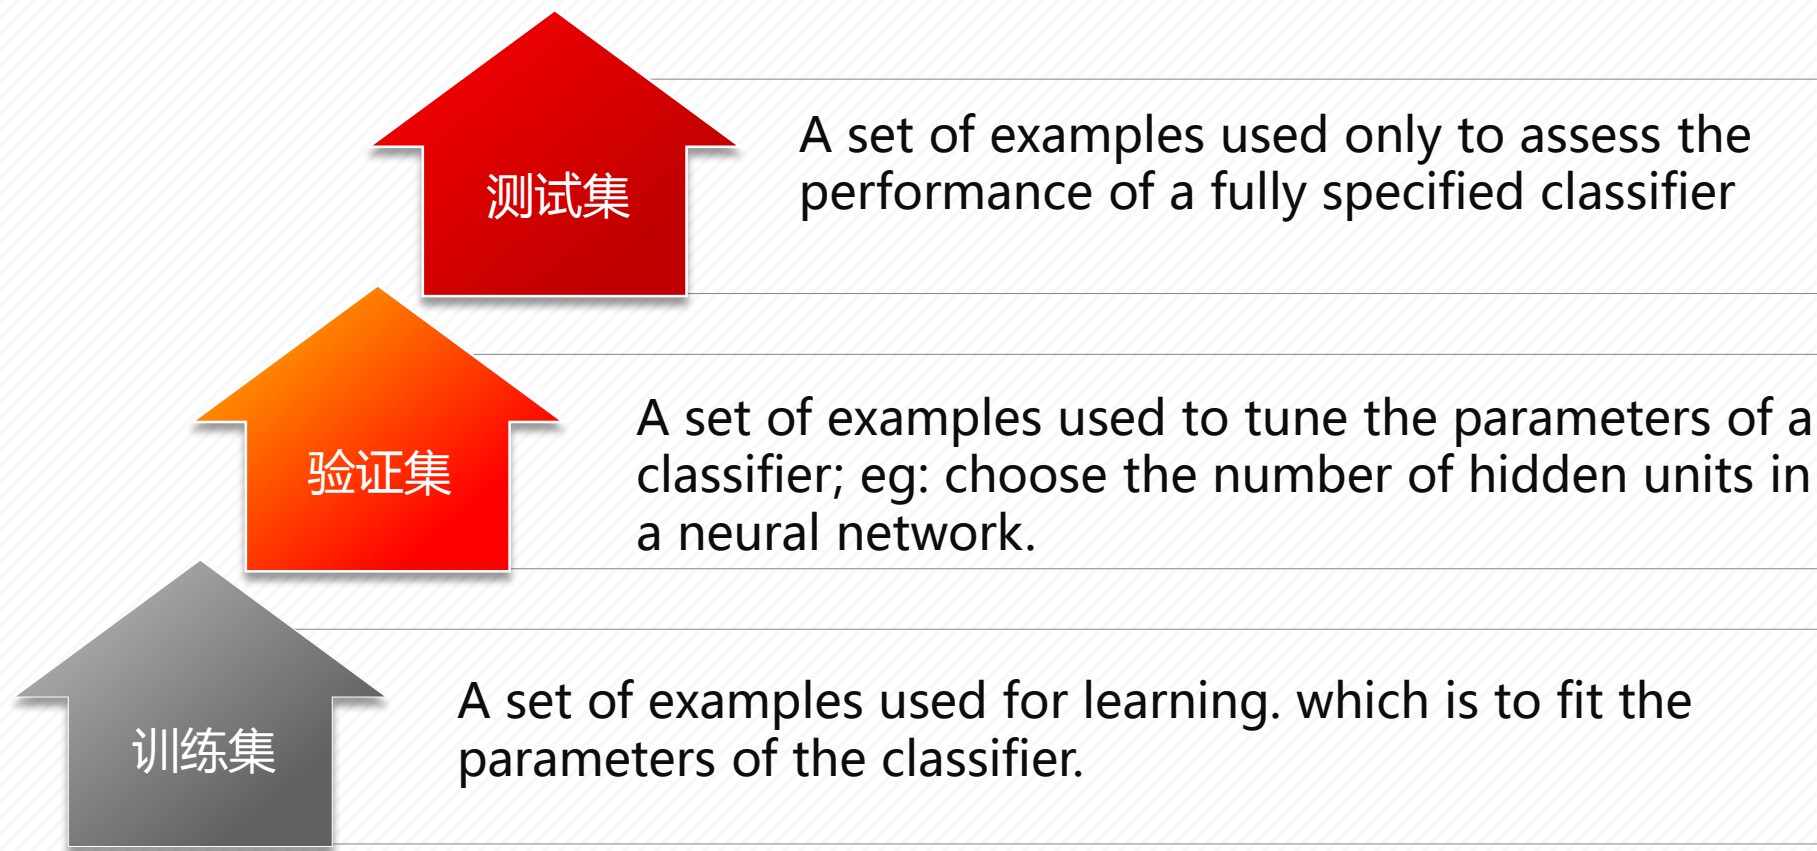 测试集
A set of examples used only to assess the
performance of a fully specified classifier
验证集
A set of examples used to tune the parameters of a
classifier; eg: choose the number of hidden units in
a neural network.
训练集
A set of examples used for learning. which is to fit the
parameters of the classifier.